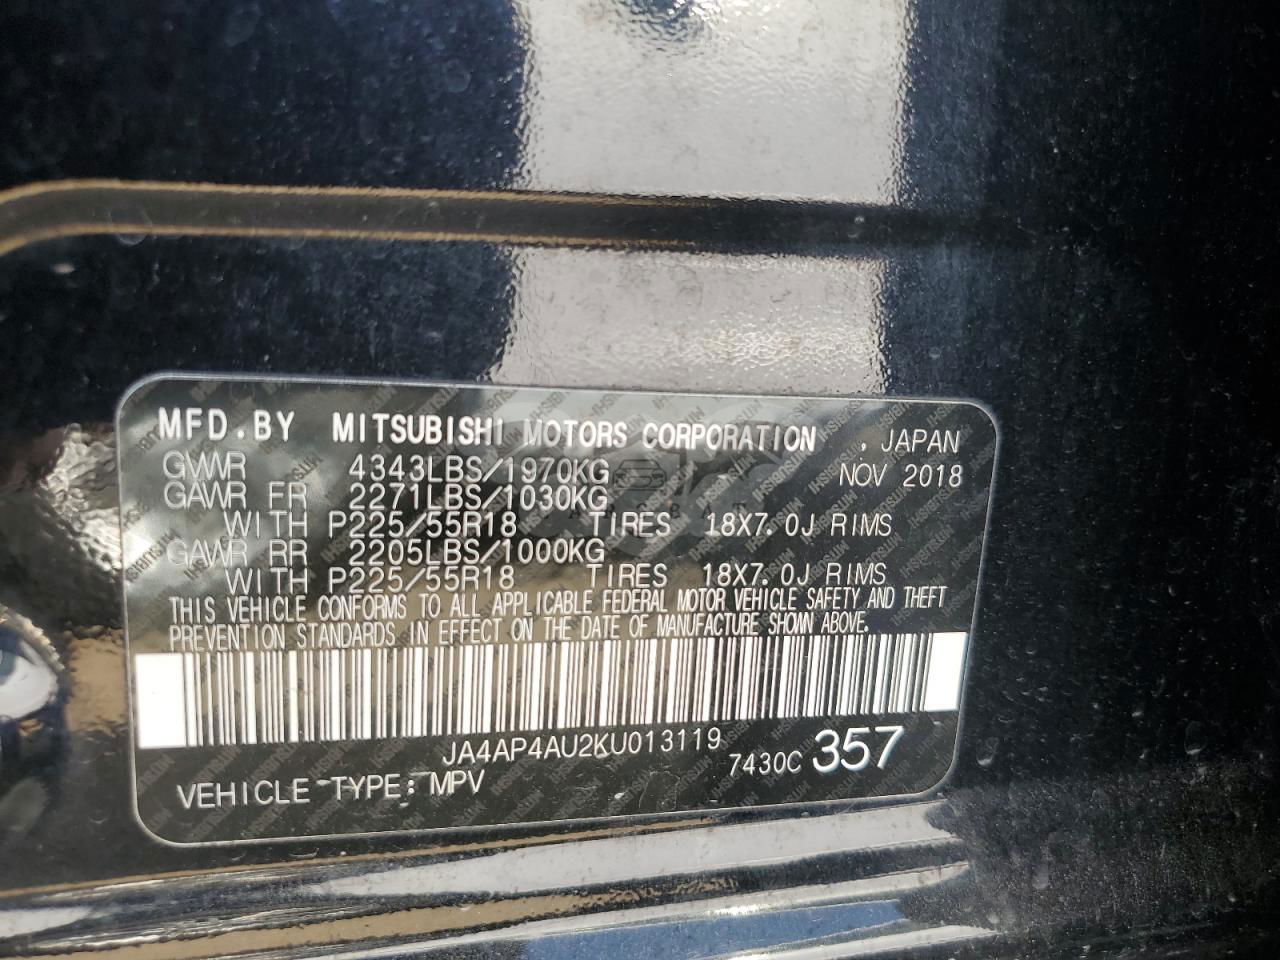 MFD.BY MITSUBISHI MOTORS CORPORATION , JAPAN
GVWR 4343LBS/1970KG NOV 2018
GAWR FR 2271LBS/1030KG
WITH P225/55R18 TIRES 18X7.0J RIMS
GAWR RR 2205LBS/1000KG
WITH P225/55R18 TIRES 18X7.0J RIMS
THIS VEHICLE CONFORMS TO ALL APPLICABLE FEDERAL MOTOR VEHICLE SAFETY AND THEFT
PREVENTION STANDARDS IN EFFECT ON THE DATE OF MANUFACTURE SHOWN ABOVE.
JA4AP4AU2KU013119
7430C 357
VEHICLE TYPE: MPV